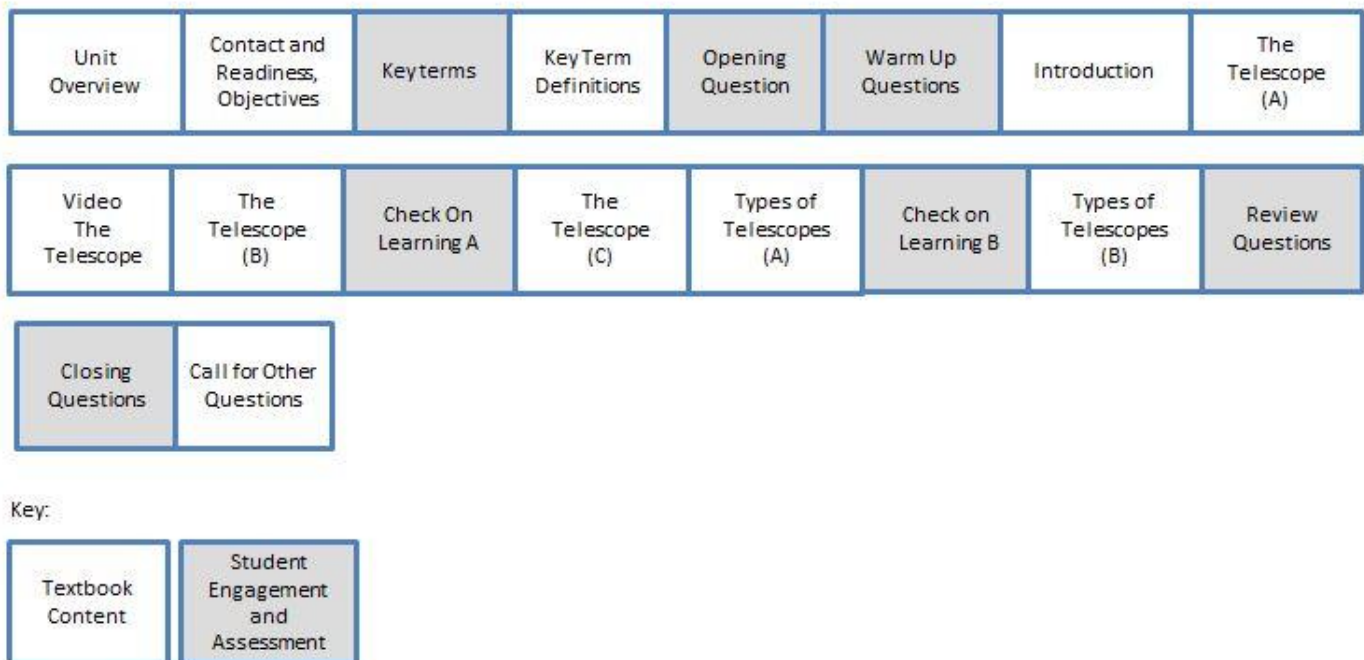 Unit
Overview
Contact and
Readiness,
Objectives
Key terms
Key Term
Definitions
Opening
Question
Warm Up
Questions
Introduction
The
Telescope
(A)
Video
The
Telescope
The
Telescope
(B)
Check On
Learning A
The
Telescope
(C)
Types of
Telescopes
(A)
Check on
Learning B
Types of
Telescopes
(B)
Review
Questions
Closing
Questions
Call for Other
Questions
Key:
Textbook
Content
Student
Engagement
and
Assessment